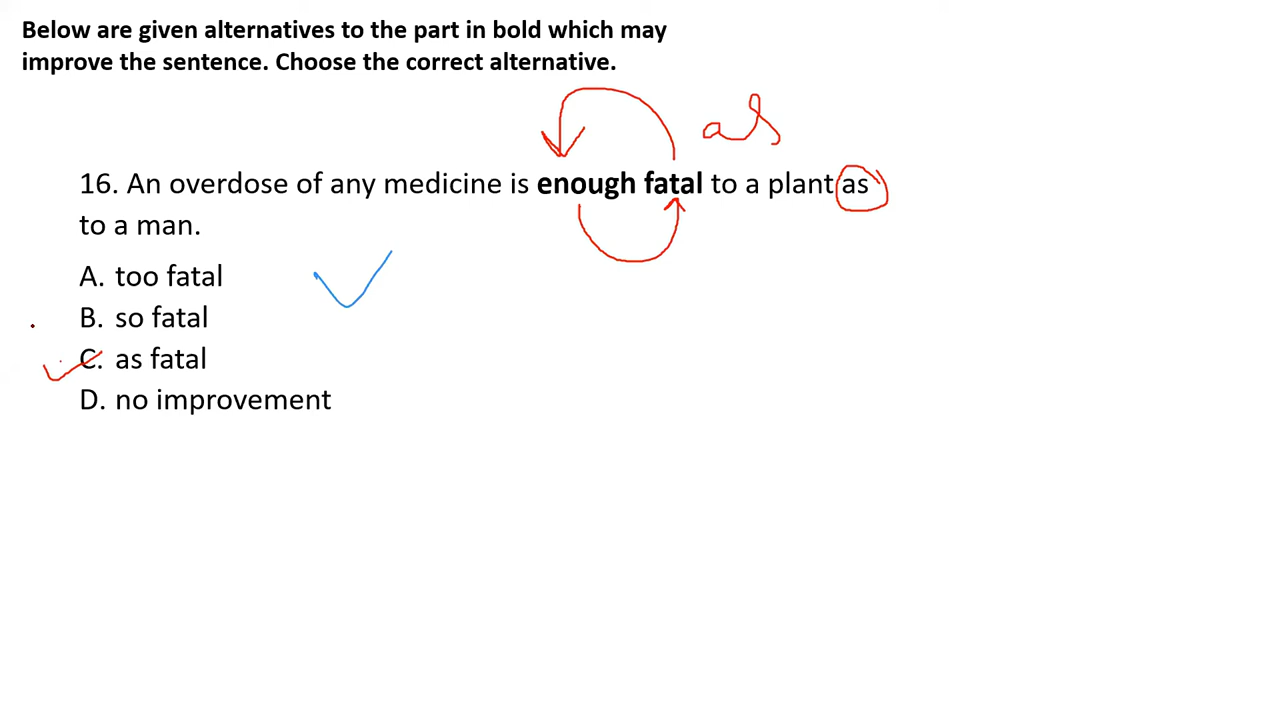 Below are given alternatives to the part in bold which may
improve the sentence. Choose the correct alternative.
as
16. An overdose of any medicine is enough fatal to a plant as
to a man.
A. too fatal
B. so fatal
C. as fatal
D. no improvement